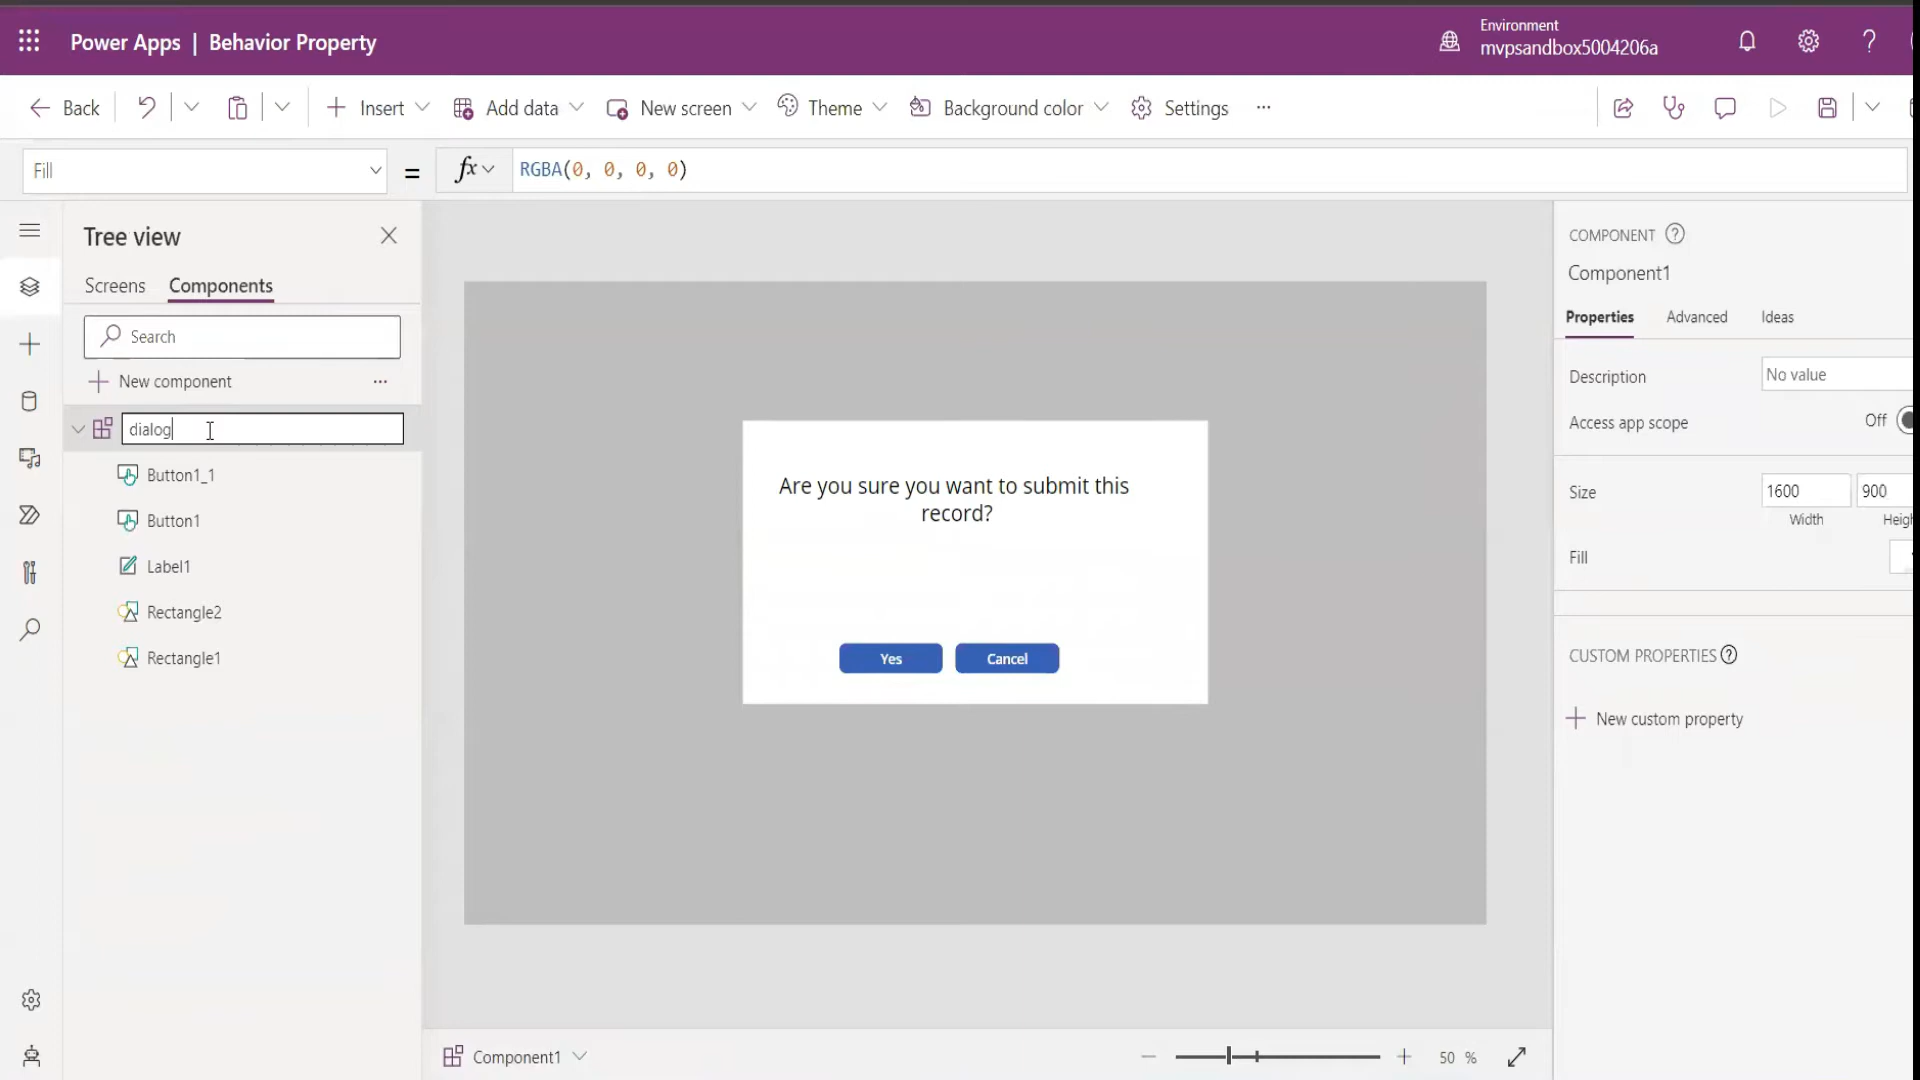 Power Apps | Behavior Property
Environment
mvpsandbox5004206a
Back
Insert
Add data
New screen
Theme
Background color
Settings
Fill
=
fx
RGBA(0, 0, 0, 0)
Tree view
Screens
Components
Search
New component
dialog
Button1_1
Button1
Label1
Rectangle2
Rectangle1
Are you sure you want to submit this
record?
Yes
Cancel
COMPONENT
Component1
Properties
Advanced
Ideas
Description
No value
Access app scope
Off
Size
1600
900
Width
Heigh
Fill
CUSTOM PROPERTIES
New custom property
Component1
50 %